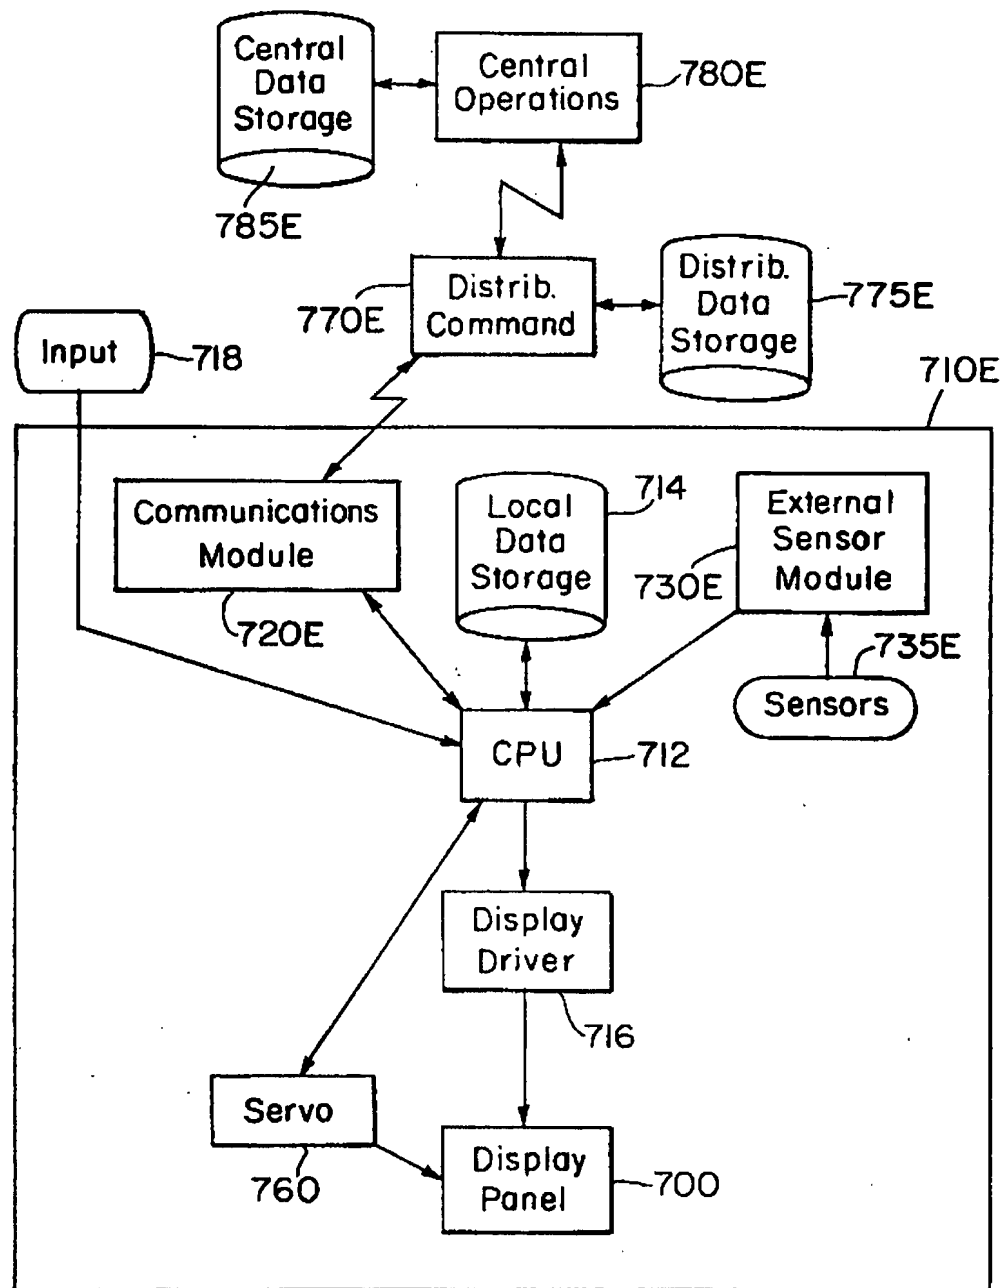 Central
Data
Storage
785E
Central
Operations
780E
770E
Distrib.
Command
Distrib.
Data
Storage
775E
Input
718
710E
Communications
Module
720E
Local
Data
Storage
714
External
Sensor
Module
730E
735E
Sensors
CPU
712
Display
Driver
716
Servo
760
Display
Panel
700